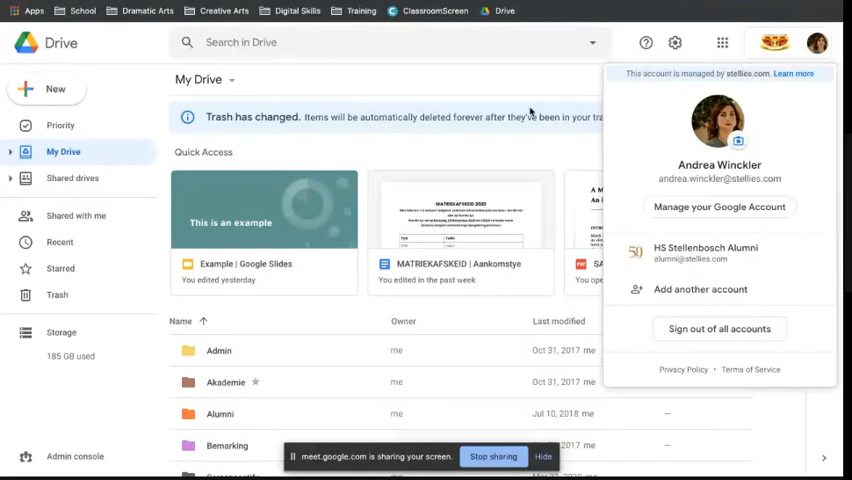 Apps School Dramatic Arts Creative Arts Digital Skills Training ClassroomScreen Drive
Drive
Search in Drive
New
Priority
My Drive
Shared drives
Shared with me
Recent
Starred
Trash
Storage
185 GB used
Admin console
My Drive
Trash has changed. Items will be automatically deleted forever after they've been in your tra
Quick Access
This is an example
Example | Google Slides
You edited yesterday
MATRIEKAFSKEID 2020
MATRIEKAFSKEID | Aankomstye
You edited in the past week
SA
You ope
Name Owner Last modified
Admin me Oct 31, 2017 me
Akademie me Oct 31, 2017 me
Alumni me Jul 10, 2018 me —
Bemarking
This account is managed by stellies.com. Learn more
Andrea Winckler
andrea.winckler@stellies.com
Manage your Google Account
50
HS Stellenbosch Alumni
alumni@stellies.com
Add another account
Sign out of all accounts
Privacy Policy • Terms of Service
meet.google.com is sharing your screen. Stop sharing Hide